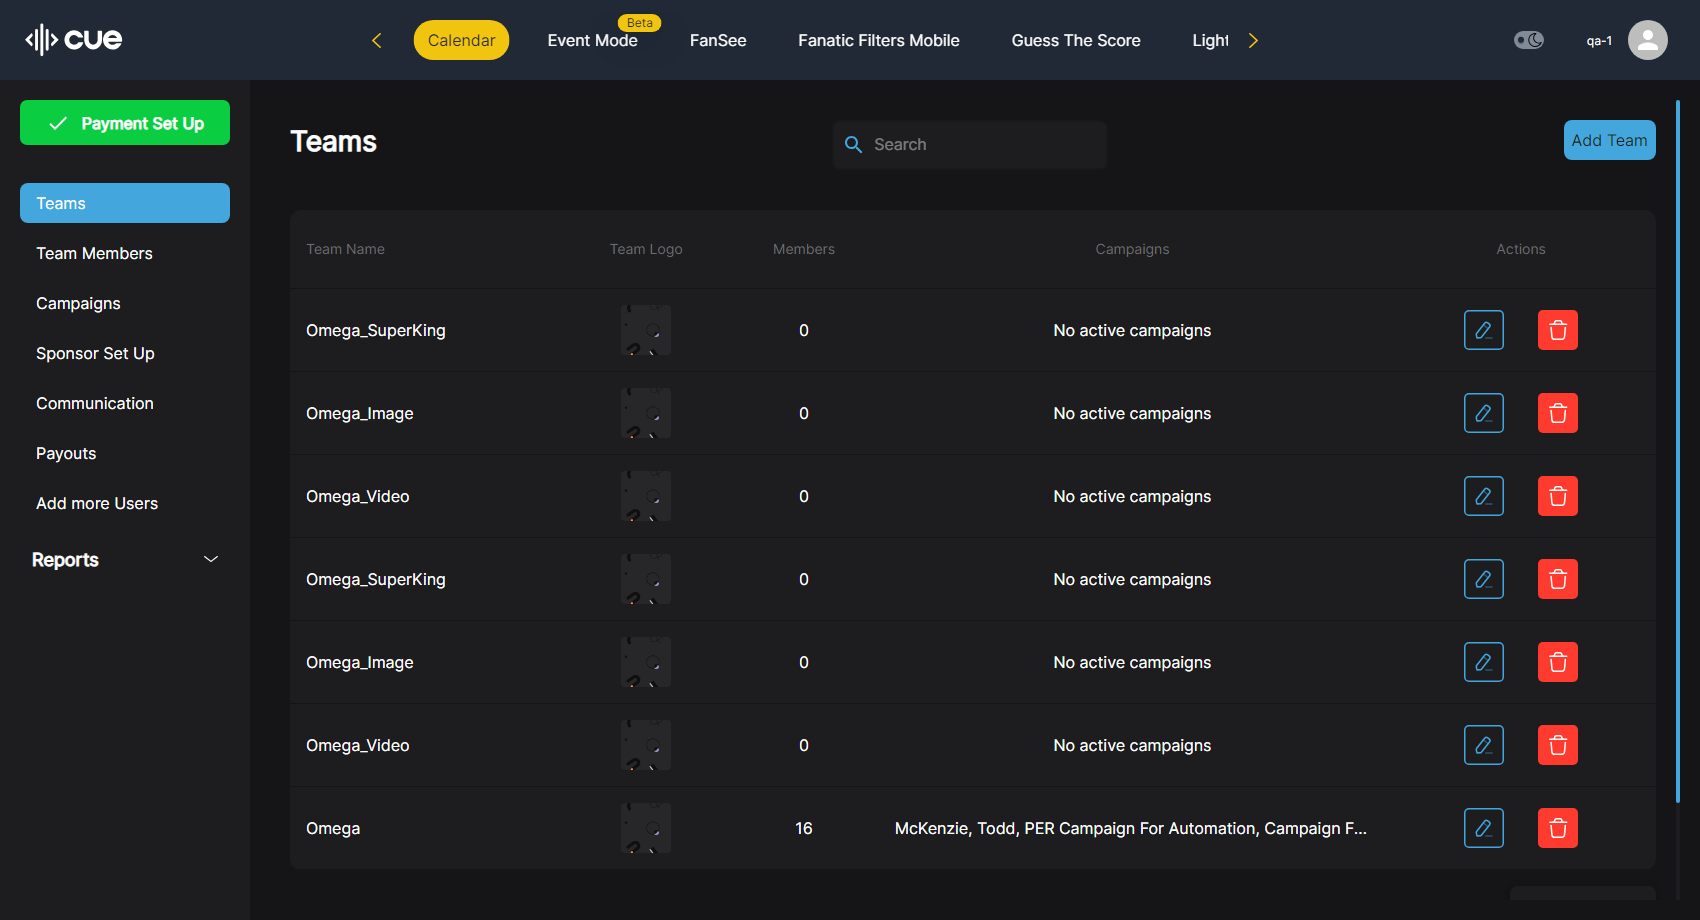 cue
Calendar
Event Mode
Beta
FanSee
Fanatic Filters Mobile
Guess The Score
Light
qa-1
Payment Set Up
Teams
Team Members
Campaigns
Sponsor Set Up
Communication
Payouts
Add more Users
Reports
Teams
Search
Add Team
Team Name Team Logo Members Campaigns Actions
Omega_SuperKing 0 No active campaigns
Omega_Image 0 No active campaigns
Omega_Video 0 No active campaigns
Omega_SuperKing 0 No active campaigns
Omega_Image 0 No active campaigns
Omega_Video 0 No active campaigns
Omega 16 McKenzie, Todd, PER Campaign For Automation, Campaign F...